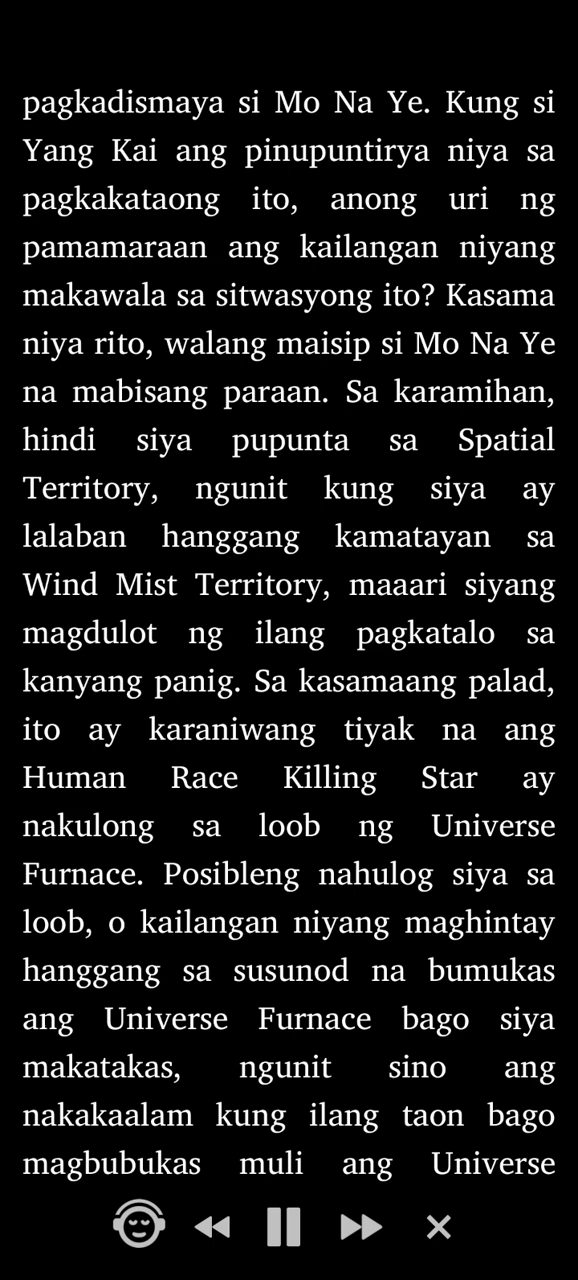 pagkadismaya si Mo Na Ye. Kung si
Yang Kai ang pinupuntirya niya sa
pagkakataong ito, anong uri ng
pamamaraan ang kailangan niyang
makawala sa sitwasyong ito? Kasama
niya rito, walang maisip si Mo Na Ye
na mabisang paraan. Sa karamihan,
hindi siya pupunta sa Spatial
Territory, ngunit kung siya ay
lalaban hanggang kamatayan sa
Wind Mist Territory, maaari siyang
magdulot ng ilang pagkatalo sa
kanyang panig. Sa kasamaang palad,
ito ay karaniwang tiyak na ang
Human Race Killing Star ay
nakulong sa loob ng Universe
Furnace. Posibleng nahulog siya sa
loob, o kailangan niyang maghintay
hanggang sa susunod na bumukas
ang Universe Furnace bago siya
makatakas, ngunit sino ang
nakakaalam kung ilang taon bago
magbubukas muli ang Universe